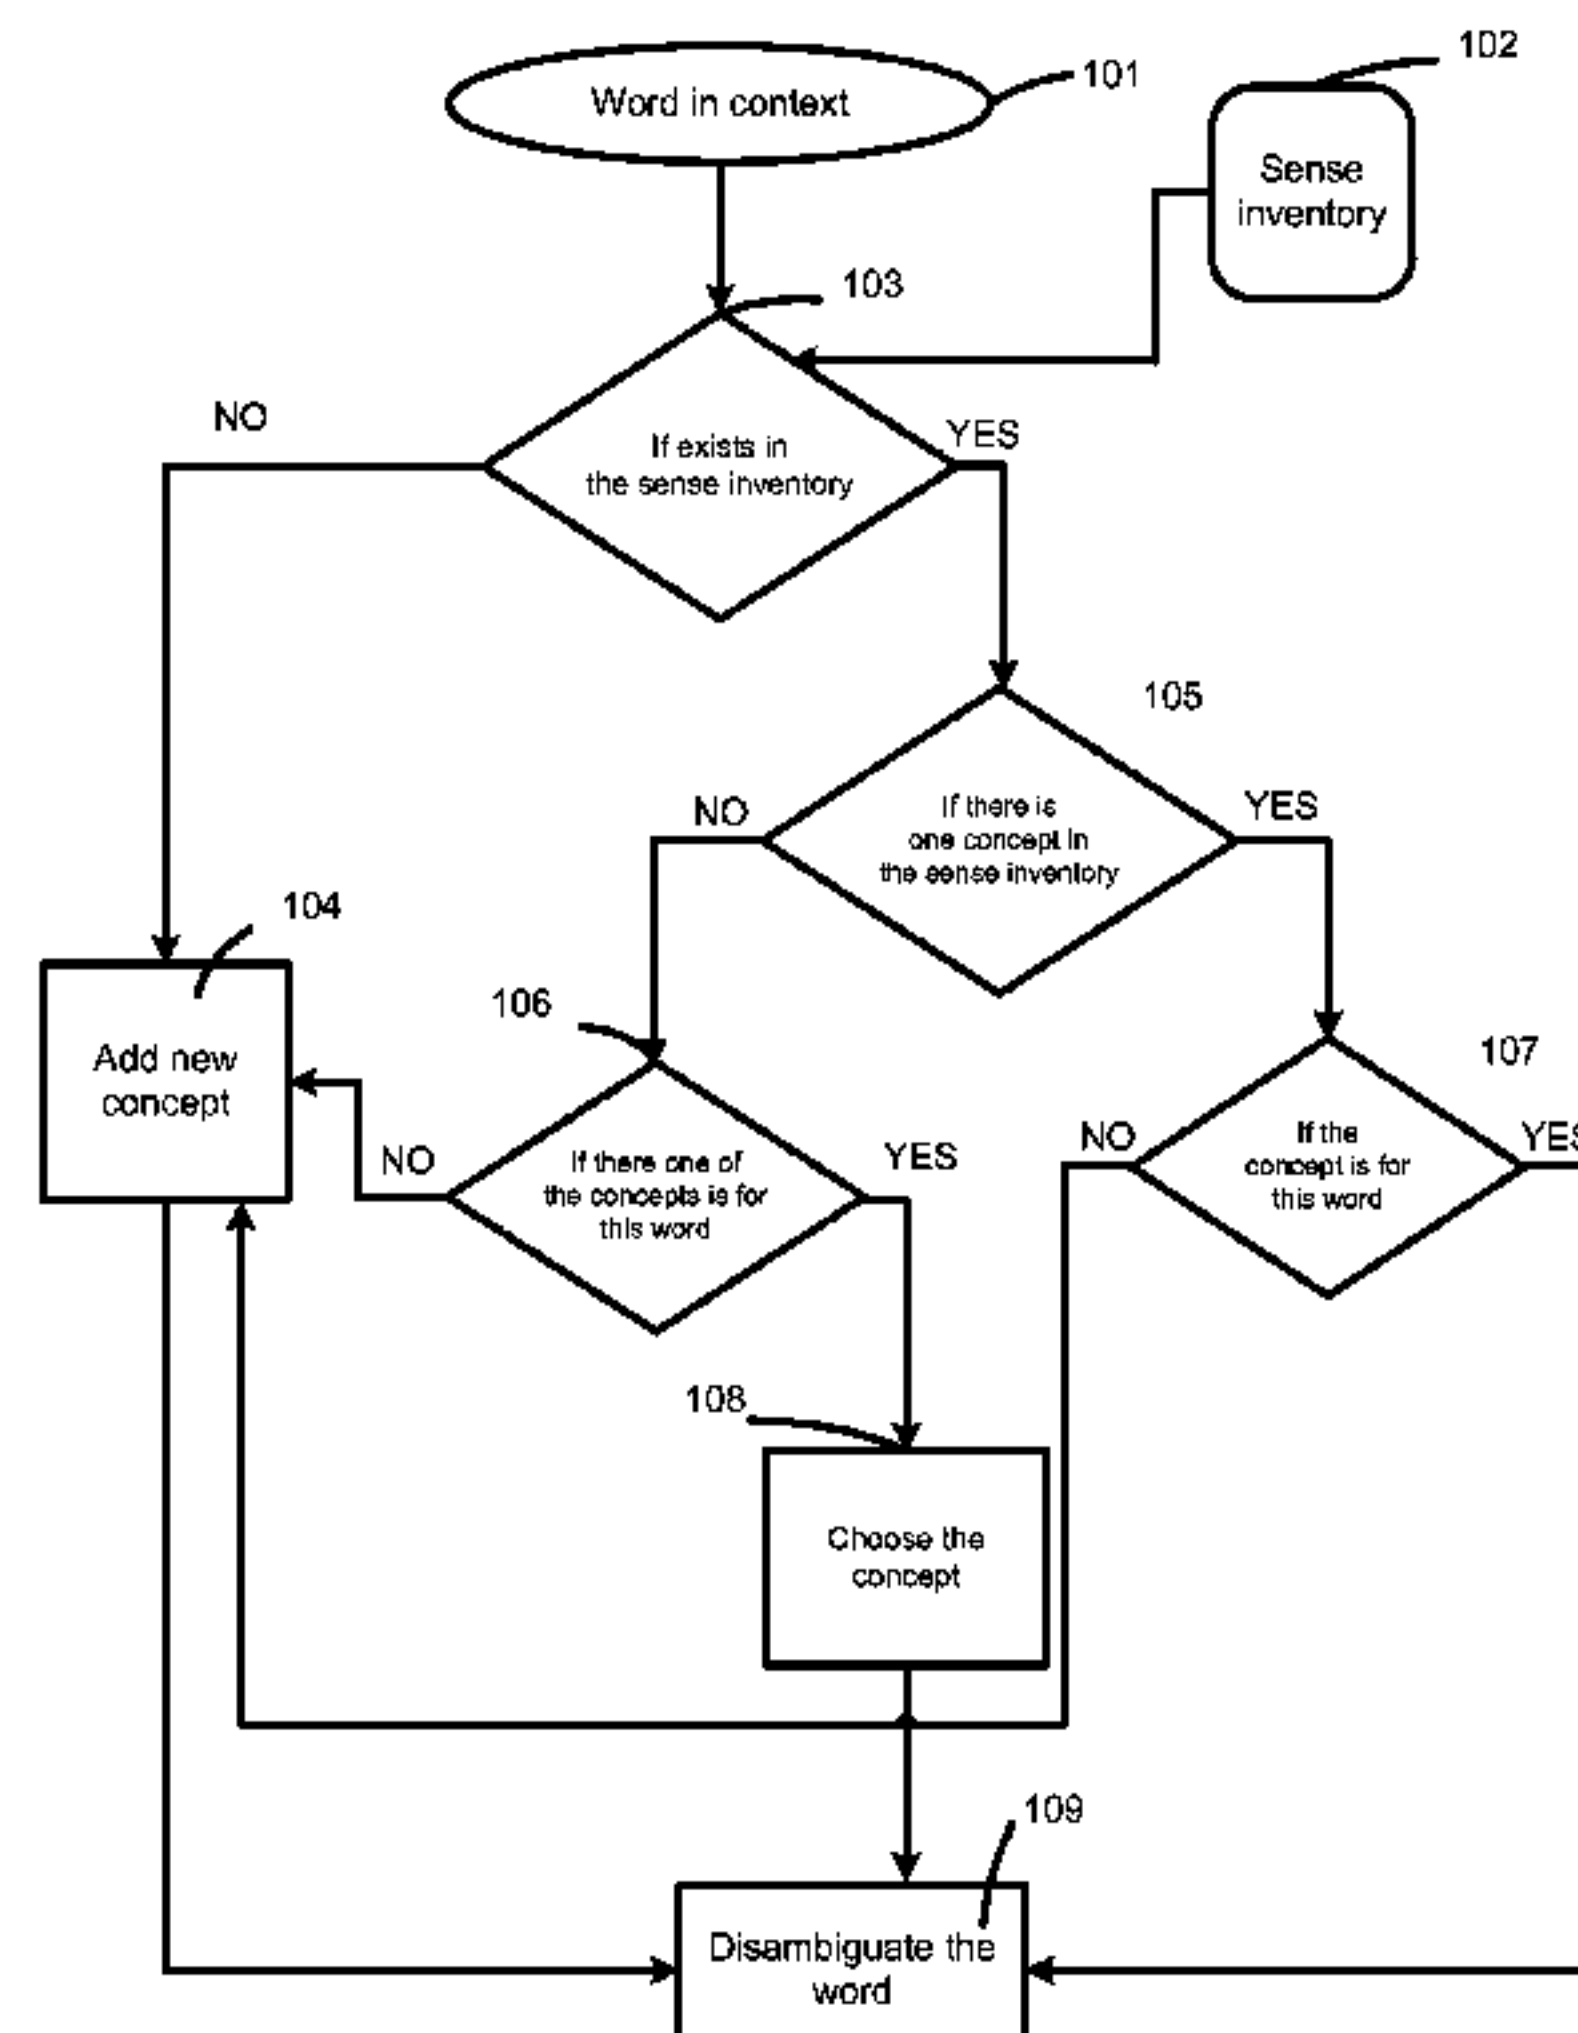 102
101
Word in context
Sense
inventory
103
NO
YES
If exists in
the sense inventory
105
NO
YES
If there is
one concept in
the sense inventory
104
106
107
Add new
concept
NO
YES
NO
YES
If there one of
the concepts is for
this word
If the
concept is for
this word
108
Choose the
concept
109
Disambiguate the
word